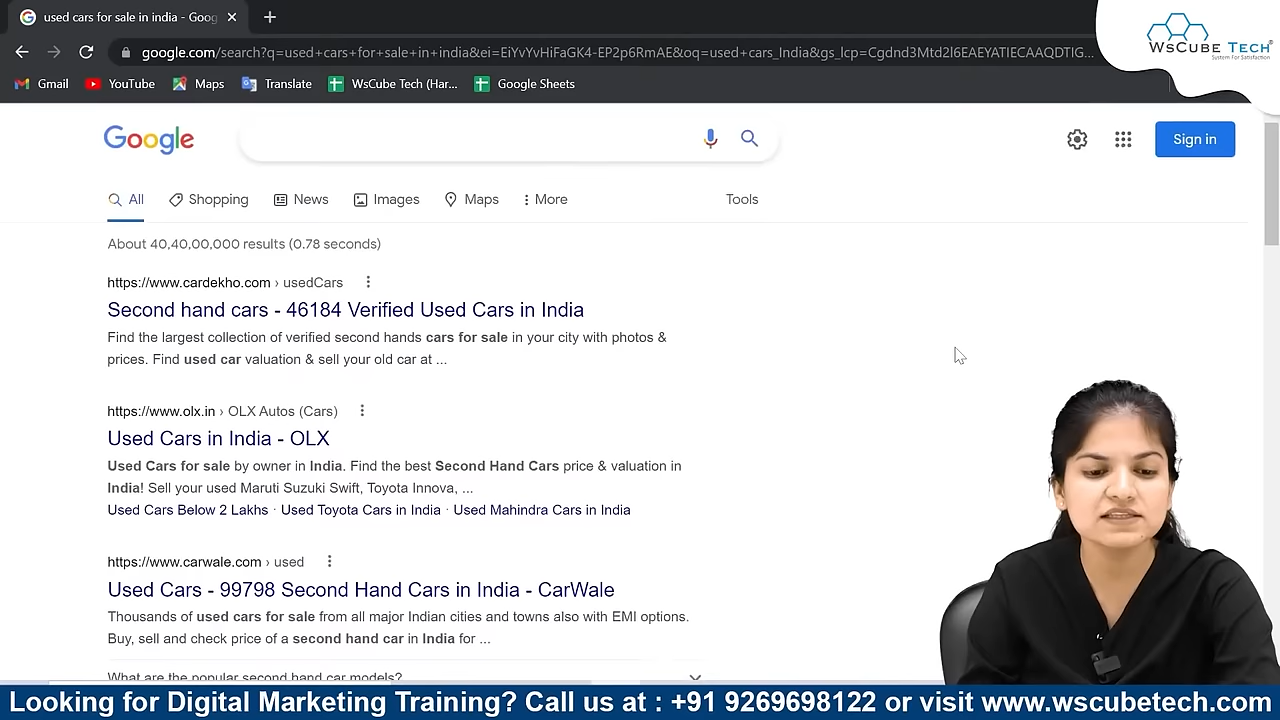 used cars for sale in india - Goog
WsCube Tech®
System For Satisfaction
google.com/search?q=used+cars+for+sale+in+india&ei=EIYvYvHiFsGK4-EP2p6RmAE&oq=used+cars_India&gs_lcp=Cgdnd3Mtd2l6EAEYATIECAAQDTIG...
Gmail YouTube Maps Translate WsCube Tech (Har... Google Sheets
Google Sign in
All Shopping News Images Maps More Tools
About 40,40,00,000 results (0.78 seconds)
https://www.cardekho.com › usedCars
Second hand cars - 46184 Verified Used Cars in India
Find the largest collection of verified second hands cars for sale in your city with photos &
prices. Find used car valuation & sell your old car at ...
https://www.olx.in › OLX Autos (Cars)
Used Cars in India - OLX
Used Cars for sale by owner in India. Find the best Second Hand Cars price & valuation in
India! Sell your used Maruti Suzuki Swift, Toyota Innova, ...
Used Cars Below 2 Lakhs · Used Toyota Cars in India · Used Mahindra Cars in India
https://www.carwale.com › used
Used Cars - 99798 Second Hand Cars in India - CarWale
Thousands of used cars for sale from all major Indian cities and towns also with EMI options.
Buy, sell and check price of a second hand car in India for ...
What are the popular second hand car models?
Looking for Digital Marketing Training? Call us at : +91 9269698122 or visit www.wscubetech.com